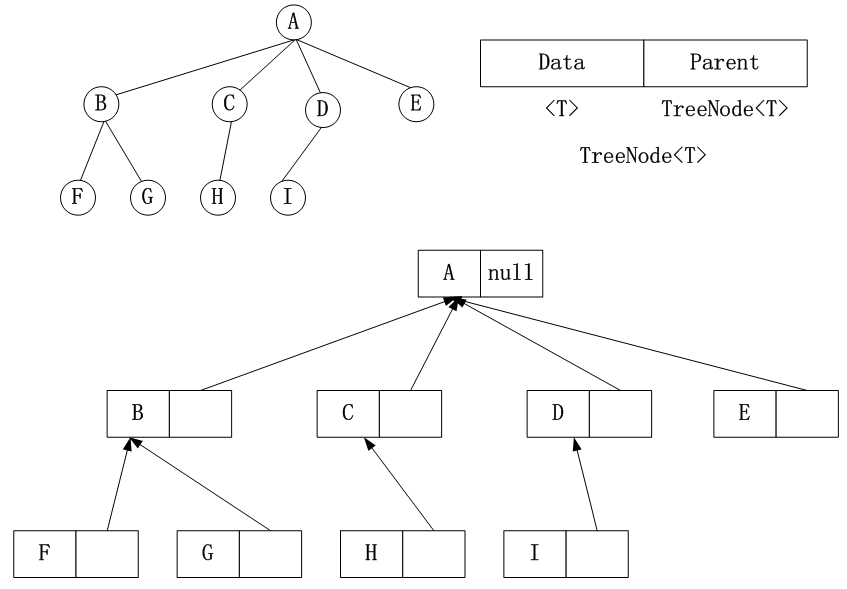 A
B
C
D
E
F
G
H
I
Data
Parent
<T>
TreeNode<T>
TreeNode<T>
A
null
B
C
D
E
F
G
H
I